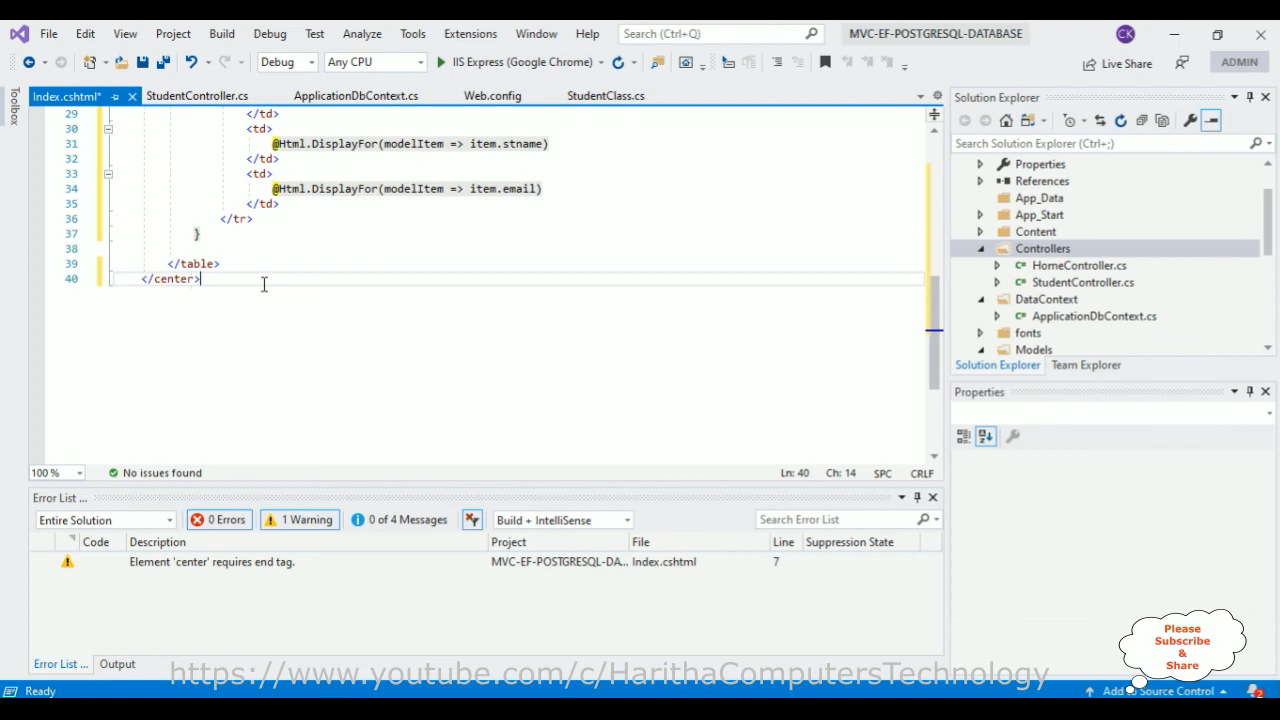 File Edit View Project Build Debug Test Analyze Tools Extensions Window Help Search (Ctrl+Q) MVC-EF-POSTGRESQL-DATABASE CK
Debug Any CPU IIS Express (Google Chrome) Live Share ADMIN
Toolbox
Index.cshtml* StudentController.cs ApplicationDbContext.cs Web.config StudentClass.cs
29 </td>
30 <td>
31 @Html.DisplayFor(modelItem => item.stname)
32 </td>
33 <td>
34 @Html.DisplayFor(modelItem => item.email)
35 </td>
36 </tr>
37 }
38
39 </table>
40 </center>
100 % No issues found Ln: 40 Ch: 14 SPC CRLF
Solution Explorer
Search Solution Explorer (Ctrl+;)
Properties
References
App_Data
App_Start
Content
Controllers
C# HomeController.cs
C# StudentController.cs
DataContext
C# ApplicationDbContext.cs
fonts
Models
Solution Explorer Team Explorer
Properties
Error List ...
Entire Solution 0 Errors 1 Warning 0 of 4 Messages Build + IntelliSense Search Error List
Code Description Project File Line Suppression State
Element 'center' requires end tag. MVC-EF-POSTGRESQL-DA... Index.cshtml 7
Error List ... Output
https://www.youtube.com/c/HarithaComputersTechnology
Please
Subscribe
&
Share
Ready Add to Source Control 2